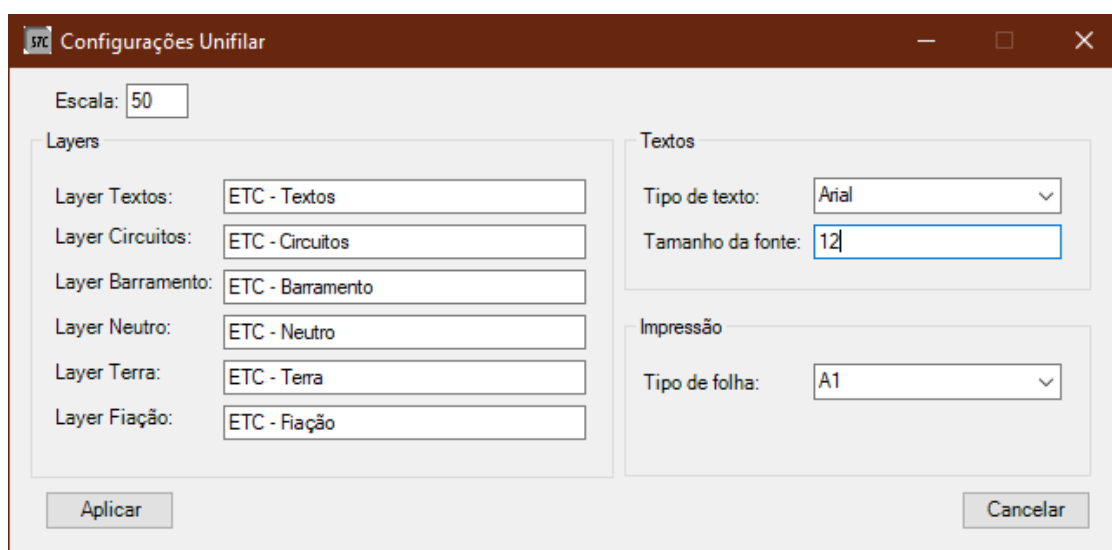 Configurações Unifilar
Escala: 50
Layers
Layer Textos: ETC - Textos
Layer Circuitos: ETC - Circuitos
Layer Barramento: ETC - Barramento
Layer Neutro: ETC - Neutro
Layer Terra: ETC - Terra
Layer Fiação: ETC - Fiação
Textos
Tipo de texto: Arial
Tamanho da fonte: 12
Impressão
Tipo de folha: A1
Aplicar
Cancelar